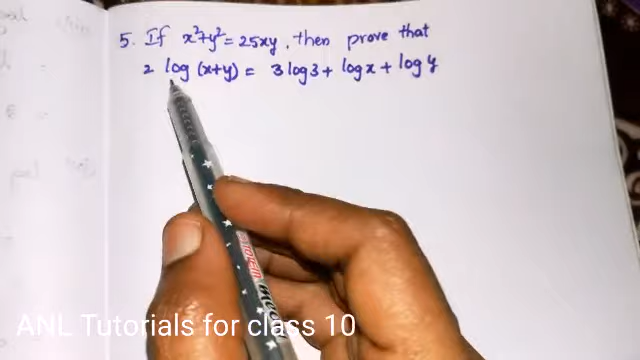 5. If x²+y² = 25xy, then prove that
2 log (x+y) = 3 log 3 + log x + log y
ANL Tutorials for class 10